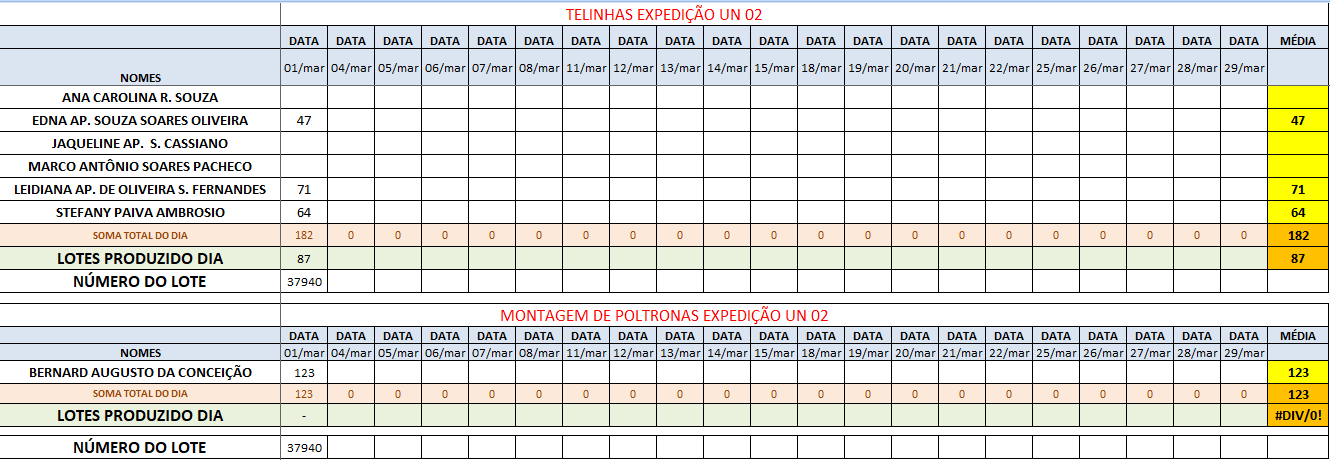 TELINHAS EXPEDIÇÃO UN 02
DATA DATA DATA DATA DATA DATA DATA DATA DATA DATA DATA DATA DATA DATA DATA DATA DATA DATA DATA DATA DATA MÉDIA
NOMES 01/mar 04/mar 05/mar 06/mar 07/mar 08/mar 11/mar 12/mar 13/mar 14/mar 15/mar 18/mar 19/mar 20/mar 21/mar 22/mar 25/mar 26/mar 27/mar 28/mar 29/mar
ANA CAROLINA R. SOUZA
EDNA AP. SOUZA SOARES OLIVEIRA 47 47
JAQUELINE AP. S. CASSIANO
MARCO ANTÔNIO SOARES PACHECO
LEIDIANA AP. DE OLIVEIRA S. FERNANDES 71 71
STEFANY PAIVA AMBROSIO 64 64
SOMA TOTAL DO DIA 182 0 0 0 0 0 0 0 0 0 0 0 0 0 0 0 0 0 0 0 0 182
LOTES PRODUZIDO DIA 87 87
NÚMERO DO LOTE 37940
MONTAGEM DE POLTRONAS EXPEDIÇÃO UN 02
DATA DATA DATA DATA DATA DATA DATA DATA DATA DATA DATA DATA DATA DATA DATA DATA DATA DATA DATA DATA DATA MÉDIA
NOMES 01/mar 04/mar 05/mar 06/mar 07/mar 08/mar 11/mar 12/mar 13/mar 14/mar 15/mar 18/mar 19/mar 20/mar 21/mar 22/mar 25/mar 26/mar 27/mar 28/mar 29/mar
BERNARD AUGUSTO DA CONCEIÇÃO 123 123
SOMA TOTAL DO DIA 123 0 0 0 0 0 0 0 0 0 0 0 0 0 0 0 0 0 0 0 0 123
LOTES PRODUZIDO DIA - #DIV/0!
NÚMERO DO LOTE 37940